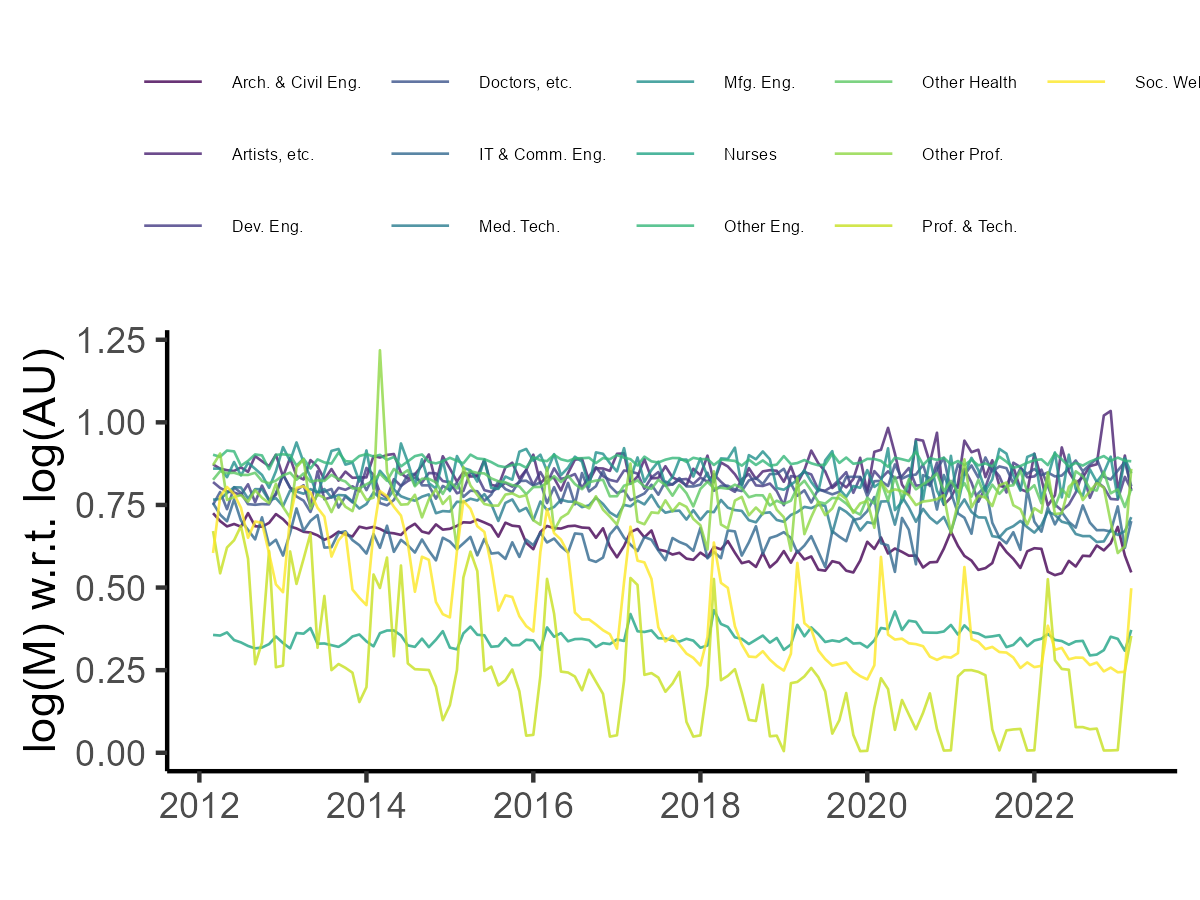 Arch. & Civil Eng. Doctors, etc. Mfg. Eng. Other Health Soc. Wel
Artists, etc. IT & Comm. Eng. Nurses Other Prof.
Dev. Eng. Med. Tech. Other Eng. Prof. & Tech.
log(M) w.r.t. log(AU)
1.25
1.00
0.75
0.50
0.25
0.00
2012 2014 2016 2018 2020 2022